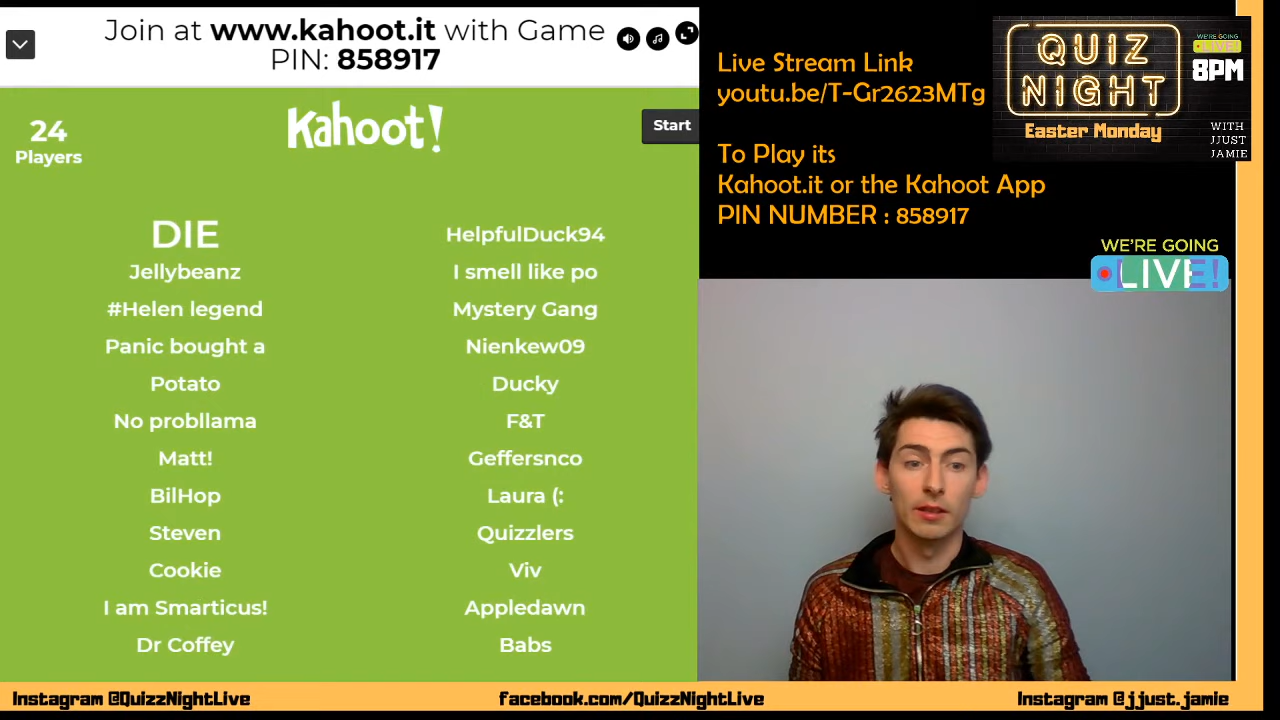 Join at www.kahoot.it with Game
PIN: 858917
24
Players
Kahoot!
Start
DIE
Jellybeanz
#Helen legend
Panic bought a
Potato
No probllama
Matt!
BilHop
Steven
Cookie
I am Smarticus!
Dr Coffey
HelpfulDuck94
I smell like po
Mystery Gang
Nienkew09
Ducky
F&T
Geffersnco
Laura (:
Quizzlers
Viv
Appledawn
Babs
Live Stream Link
youtu.be/T-Gr2623MTg
To Play its
Kahoot.it or the Kahoot App
PIN NUMBER : 858917
QUIZ
NIGHT
Easter Monday
WE'RE GOING
LIVE!
8PM
WITH
JJUST
JAMIE
WE'RE GOING
LIVE!
Instagram @QuizzNightLive
facebook.com/QuizzNightLive
Instagram @jjust.jamie